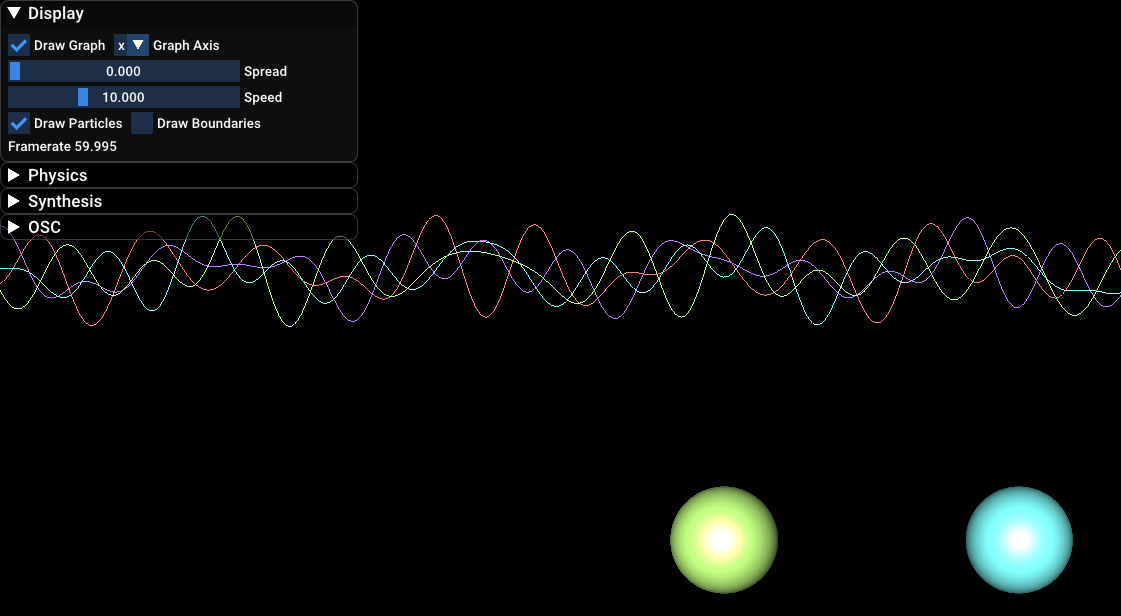 Display
Draw Graph x Graph Axis
0.000 Spread
10.000 Speed
Draw Particles Draw Boundaries
Framerate 59.995
Physics
Synthesis
OSC